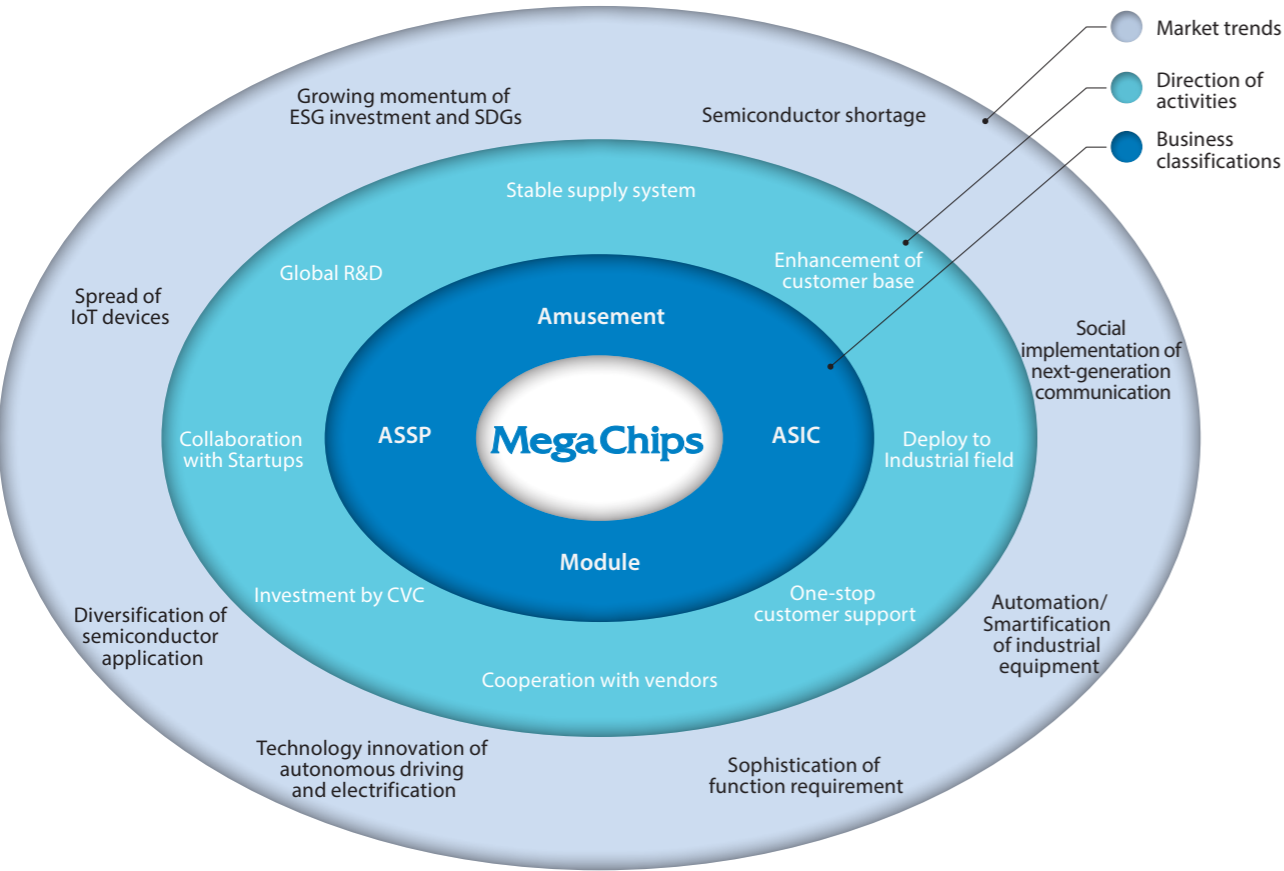 Market trends
Direction of
activities
Business
classifications
Growing momentum of
ESG investment and SDGs
Semiconductor shortage
Stable supply system
Global R&D
Enhancement of
customer base
Spread of
IoT devices
Amusement
Social
implementation of
next-generation
communication
Collaboration
with Startups
ASSP
MegaChips
ASIC
Deploy to
Industrial field
Module
Investment by CVC
One-stop
customer support
Diversification of
semiconductor
application
Automation/
Smartification
of industrial
equipment
Cooperation with vendors
Technology innovation of
autonomous driving
and electrification
Sophistication of
function requirement